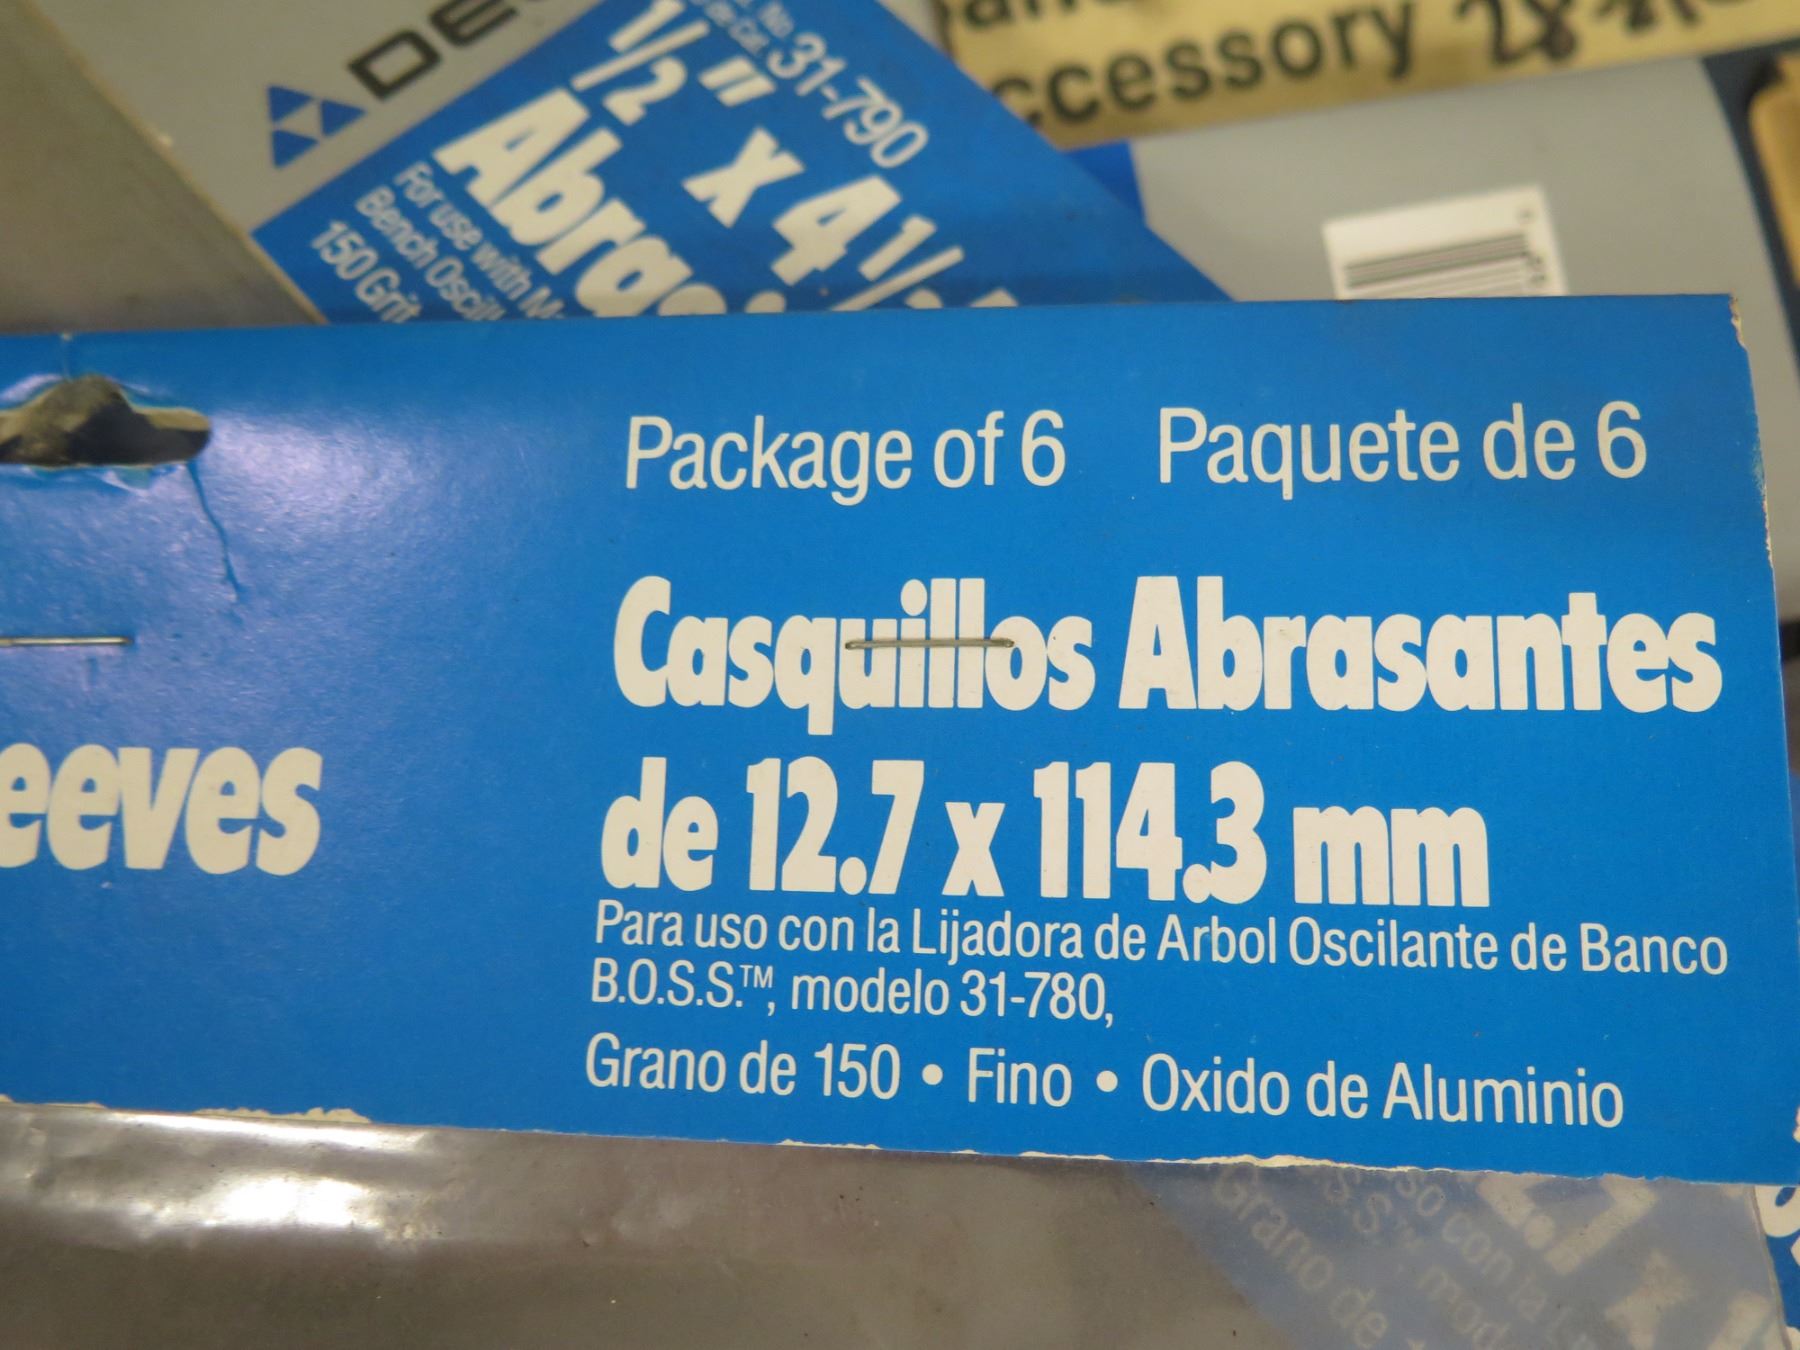 ccessory
31-790
1/2" x 4 1/
For use with
150 Grit
Package of 6 Paquete de 6
Casquillos Abrasantes
de 12.7 x 114.3 mm
Para uso con la Lijadora de Arbol Oscilante de Banco
B.O.S.S.™, modelo 31-780,
Grano de 150 • Fino • Oxido de Aluminio
eeves
Grano de